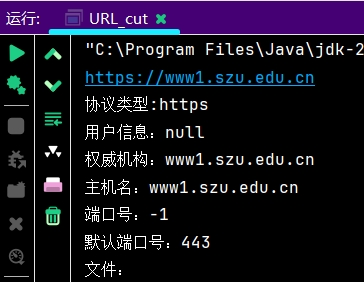 运行: URL_cut
"C:\Program Files\Java\jdk-2
https://www1.szu.edu.cn
协议类型:https
用户信息：null
权威机构：www1.szu.edu.cn
主机名：www1.szu.edu.cn
端口号：-1
默认端口号：443
文件：